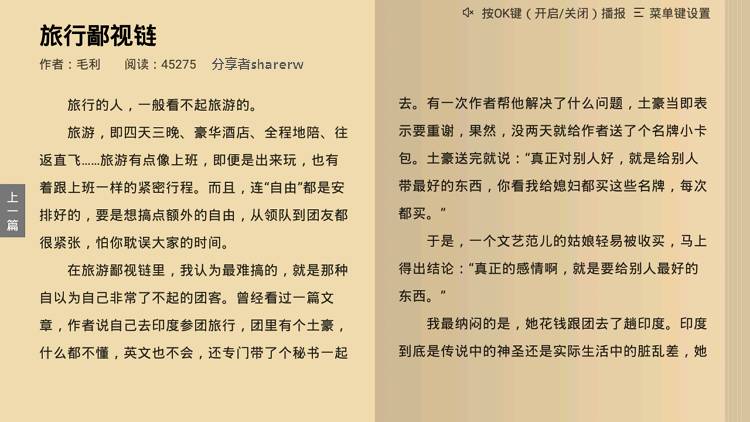 按OK键（开启/关闭）播报 三 菜单键设置
旅行鄙视链
作者：毛利 阅读：45275 分享者sharerw
上一篇
旅行的人，一般看不起旅游的。
旅游，即四天三晚、豪华酒店、全程地陪、往
返直飞……旅游有点像上班，即便是出来玩，也有
着跟上班一样的紧密行程。而且，连“自由”都是安
排好的，要是想搞点额外的自由，从领队到团友都
很紧张，怕你耽误大家的时间。
在旅游鄙视链里，我认为最难搞的，就是那种
自以为自己非常了不起的团客。曾经看过一篇文
章，作者说自己去印度参团旅行，团里有个土豪，
什么都不懂，英文也不会，还专门带了个秘书一起
去。有一次作者帮他解决了什么问题，土豪当即表
示要重谢，果然，没两天就给作者送了个名牌小卡
包。土豪送完就说：“真正对别人好，就是给别人
带最好的东西，你看我给媳妇都买这些名牌，每次
都买。”
于是，一个文艺范儿的姑娘轻易被收买，马上
得出结论：“真正的感情啊，就是要给别人最好的
东西。”
我最纳闷的是，她花钱跟团去了趟印度。印度
到底是传说中的神圣还是实际生活中的脏乱差，她